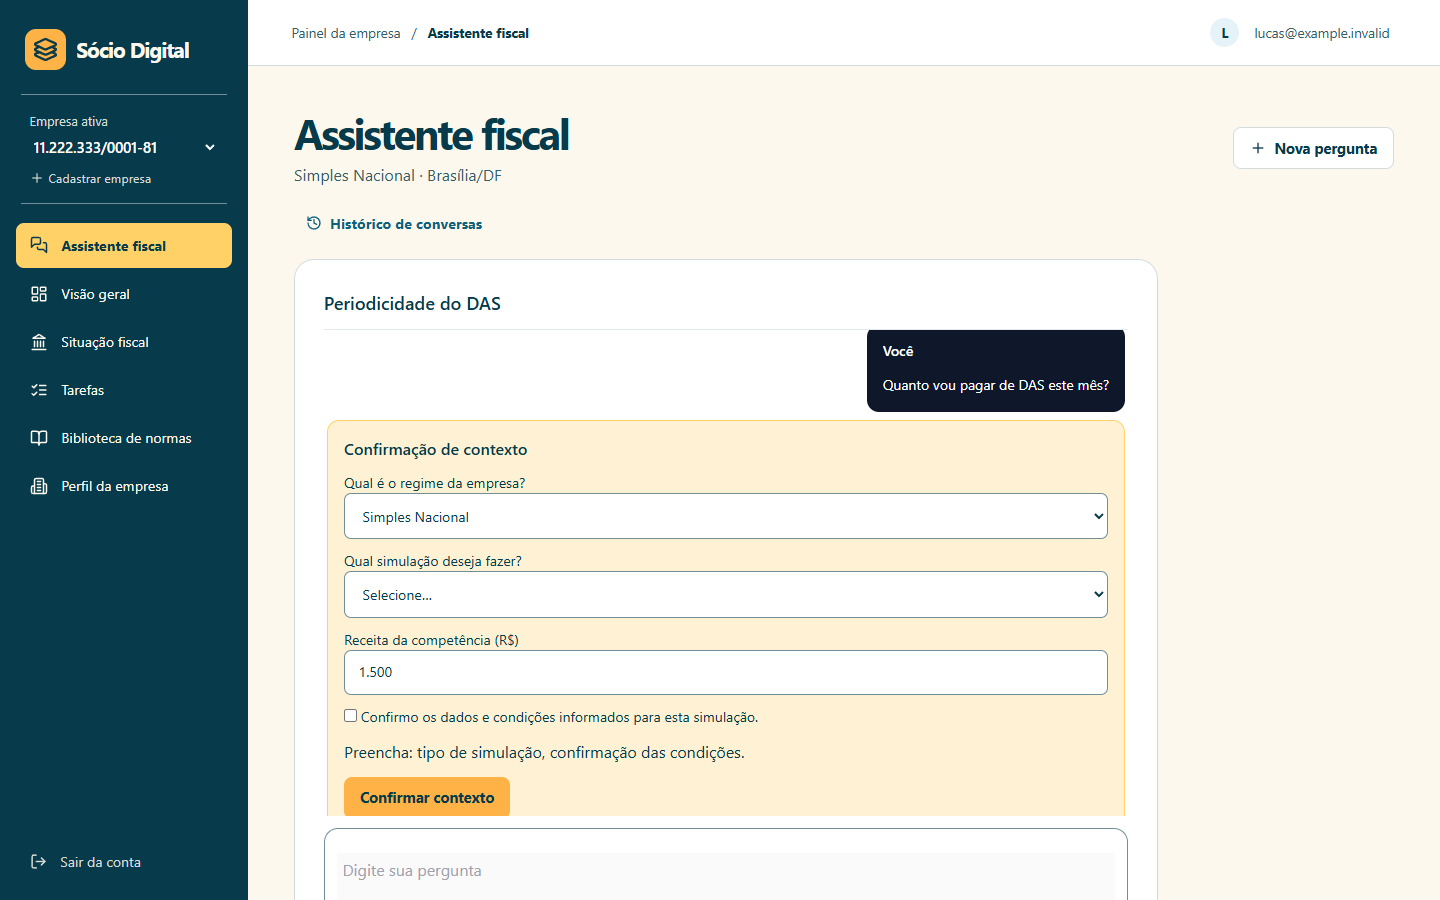 Sócio Digital
Empresa ativa
11.222.333/0001-81
Cadastrar empresa
Assistente fiscal
Visão geral
Situação fiscal
Tarefas
Biblioteca de normas
Perfil da empresa
Sair da conta
Painel da empresa / Assistente fiscal
L lucas@example.invalid
Assistente fiscal
Simples Nacional · Brasília/DF
Nova pergunta
Histórico de conversas
Periodicidade do DAS
Você
Quanto vou pagar de DAS este mês?
Confirmação de contexto
Qual é o regime da empresa?
Simples Nacional
Qual simulação deseja fazer?
Selecione...
Receita da competência (R$)
1.500
Confirmo os dados e condições informados para esta simulação.
Preencha: tipo de simulação, confirmação das condições.
Confirmar contexto
Digite sua pergunta